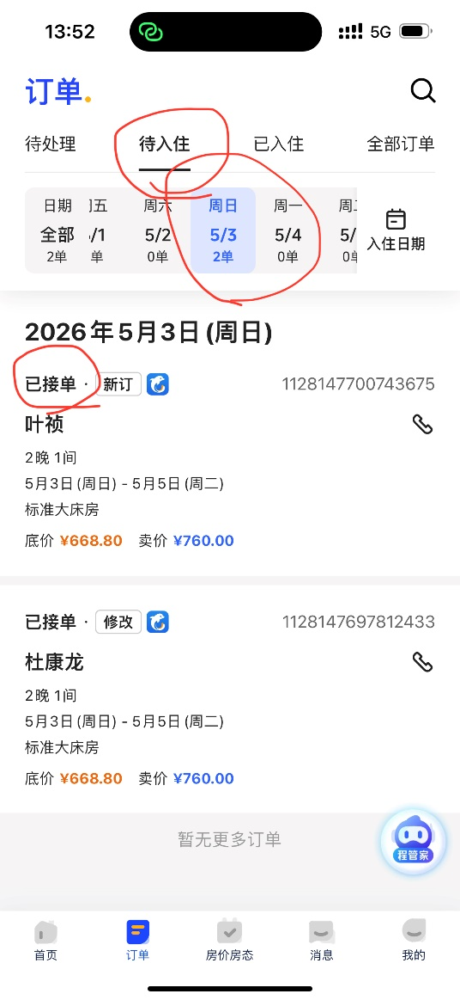 13:52 5G
订单.
待处理 待入住 已入住 全部订单
日期 周五 周六 周日 周一 周二
全部 5/1 5/2 5/3 5/4 5/
2单 单 0单 2单 0单 0单
入住日期
2026年5月3日(周日)
已接单 · 新订 1128147700743675
叶祯
2晚 1间
5月3日(周日) - 5月5日(周二)
标准大床房
底价 ¥668.80 卖价 ¥760.00
已接单 · 修改 1128147697812433
杜康龙
2晚 1间
5月3日(周日) - 5月5日(周二)
标准大床房
底价 ¥668.80 卖价 ¥760.00
暂无更多订单
程管家
首页 订单 房价房态 消息 我的